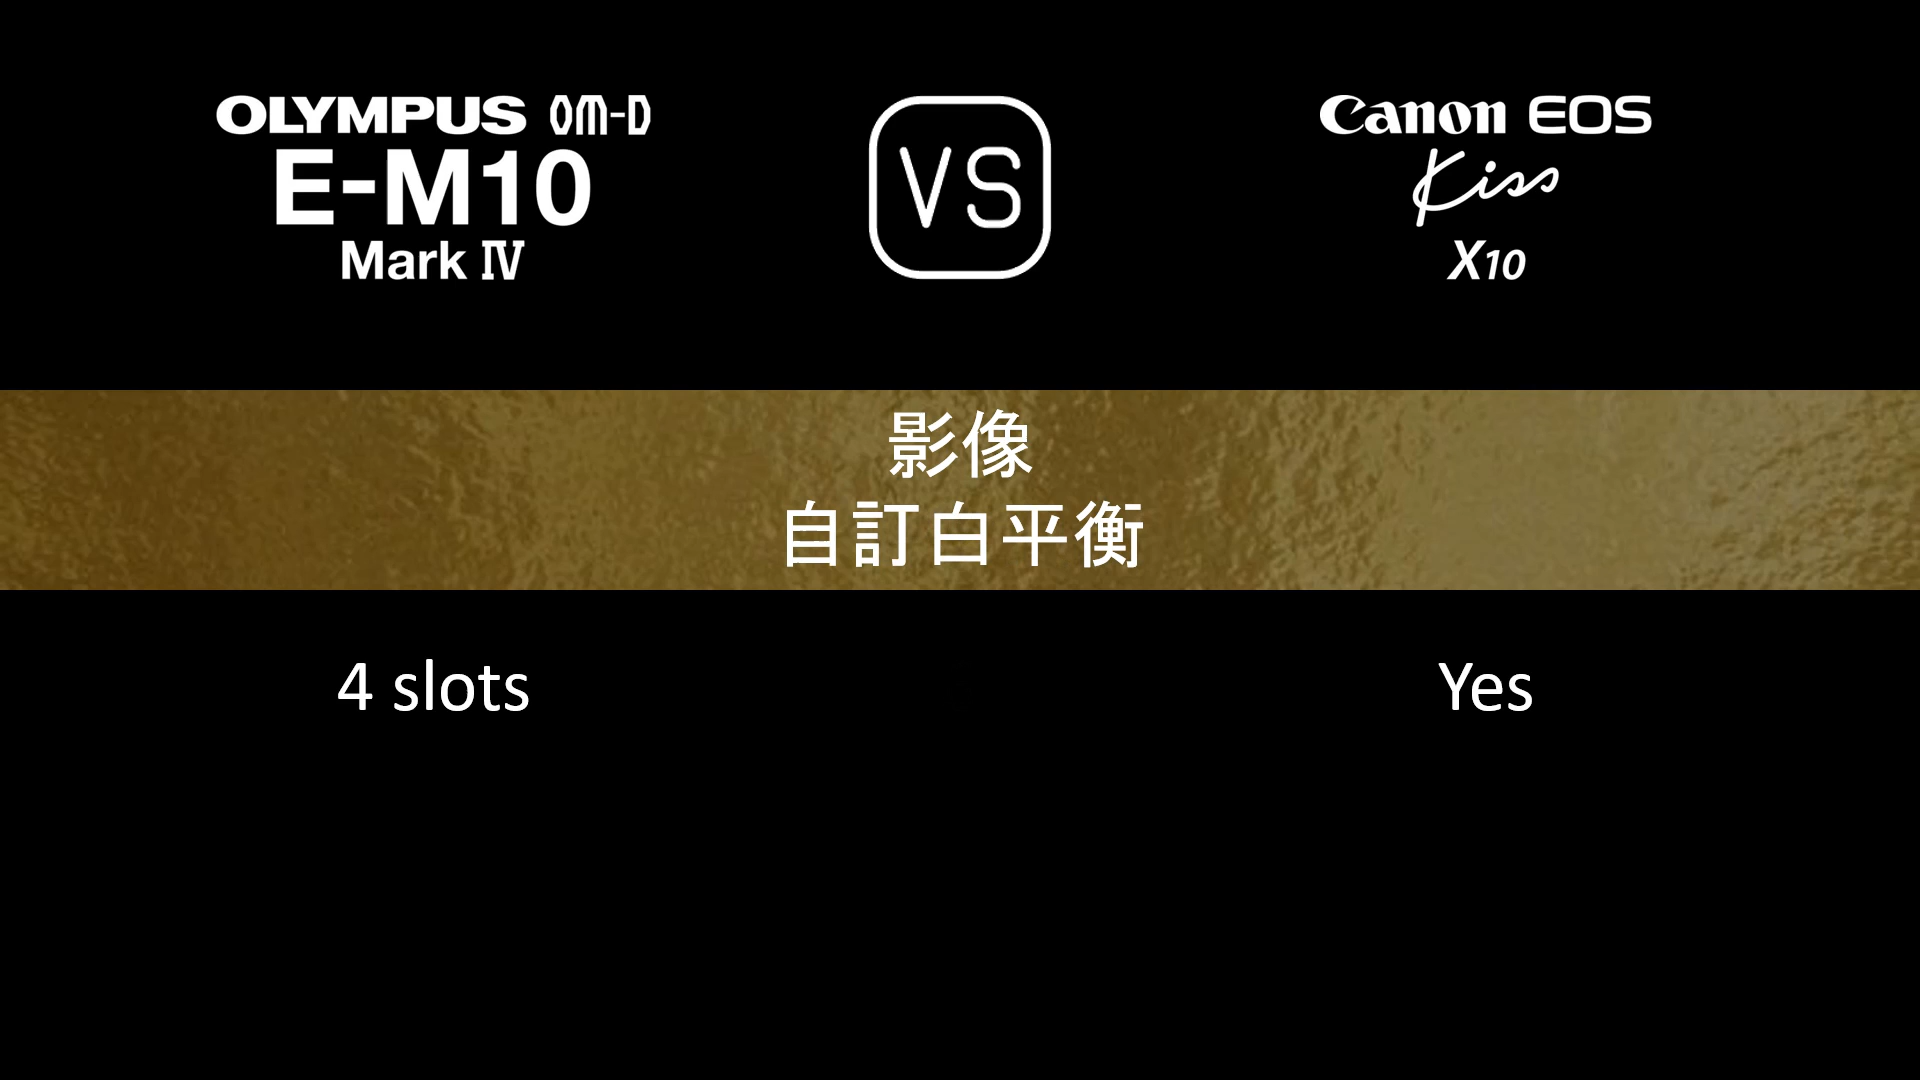 OLYMPUS OM-D
E-M10
Mark IV
VS
Canon EOS
Kiss
X10
影像
自訂白平衡
4 slots
Yes